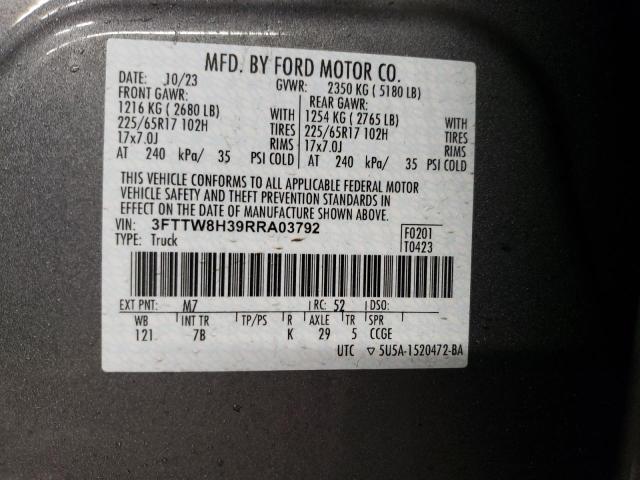 MFD. BY FORD MOTOR CO.
DATE: 10/23 GVWR: 2350 KG ( 5180 LB)
FRONT GAWR: REAR GAWR:
1216 KG ( 2680 LB) WITH 1254 KG ( 2765 LB) WITH
225/65R17 102H TIRES 225/65R17 102H TIRES
17x7.0J RIMS 17x7.0J RIMS
AT 240 kPa/ 35 PSI COLD AT 240 kPa/ 35 PSI COLD
THIS VEHICLE CONFORMS TO ALL APPLICABLE FEDERAL MOTOR
VEHICLE SAFETY AND THEFT PREVENTION STANDARDS IN
EFFECT ON THE DATE OF MANUFACTURE SHOWN ABOVE.
VIN: 3FTTW8H39RRA03792 F0201
TYPE: Truck T0423
EXT PNT: M7 RC: 52 DSO:
WB INT TR TP/PS R AXLE TR SPR
121 7B K 29 5 CCGE
UTC ▽ 5U5A-1520472-BA